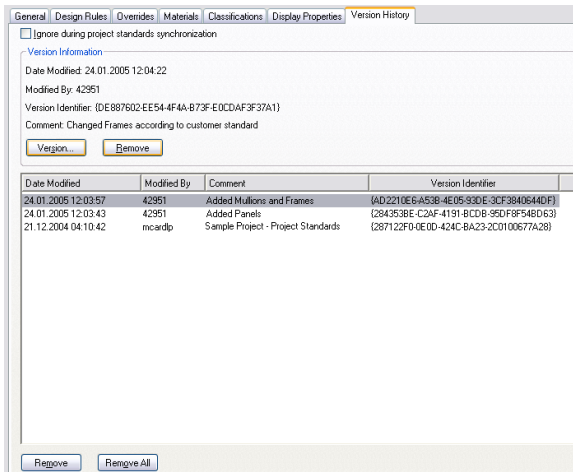 General Design Rules Overrides Materials Classifications Display Properties Version History
Ignore during project standards synchronization
Version Information
Date Modified: 24.01.2005 12:04:22
Modified By: 42951
Version Identifier: {DE887602-EE54-4F4A-B73F-E0CDAF3F37A1}
Comment: Changed Frames according to customer standard
Version... Remove
Date Modified Modified By Comment Version Identifier
24.01.2005 12:03:57 42951 Added Mullions and Frames {AD2210E6-A53B-4E05-93DE-3CF3840644DF}
24.01.2005 12:03:43 42951 Added Panels {284353BE-C2AF-4191-BCDB-95DF8F54BD63}
21.12.2004 04:10:42 mcardlp Sample Project - Project Standards {287122F0-0E0D-424C-BA23-2C0100677A28}
Remove Remove All